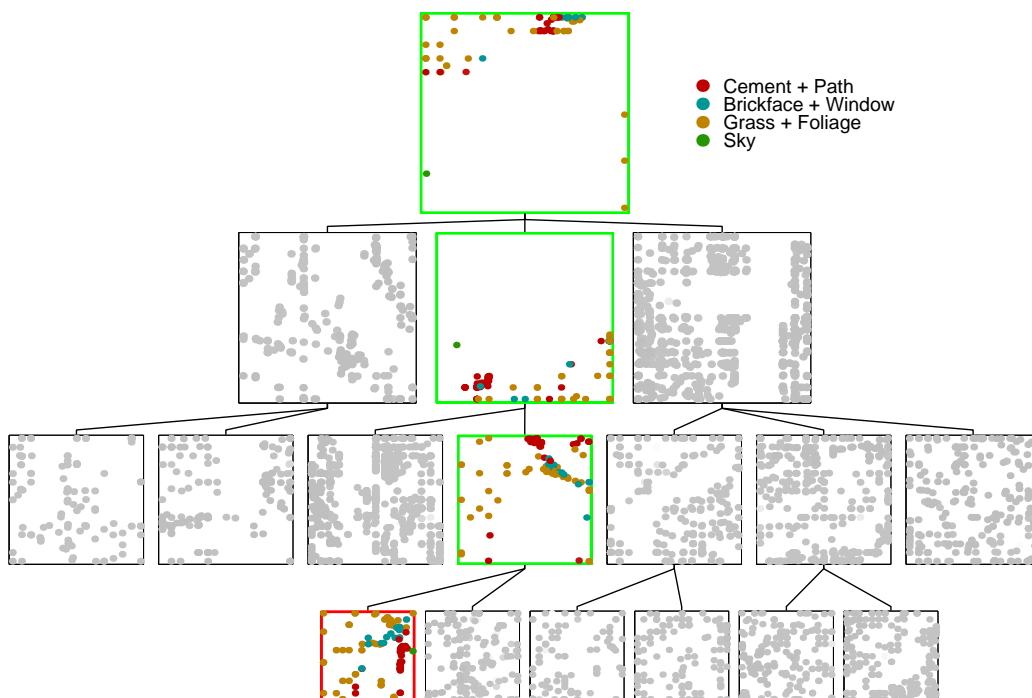 Cement + Path
Brickface + Window
Grass + Foliage
Sky